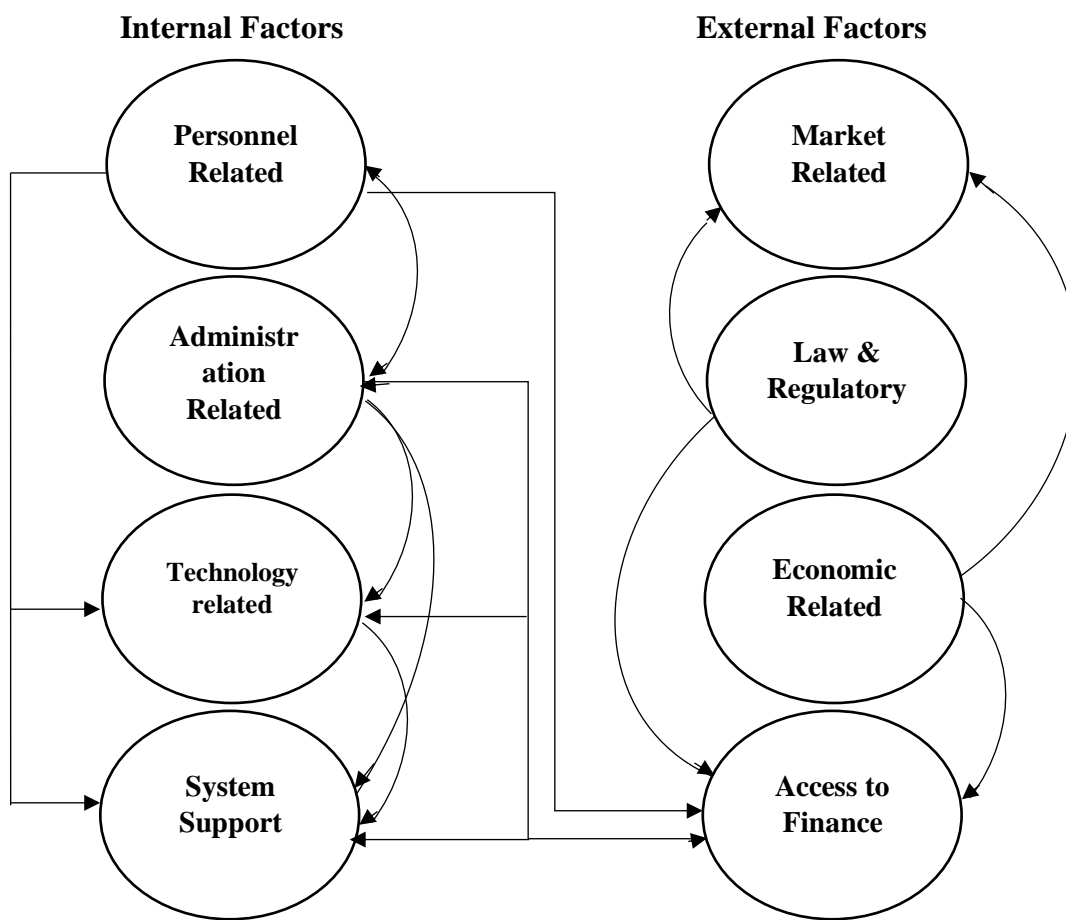 Internal Factors
External Factors
Personnel
Related
Market
Related
Administr
ation
Related
Law &
Regulatory
Technology
related
Economic
Related
System
Support
Access to
Finance